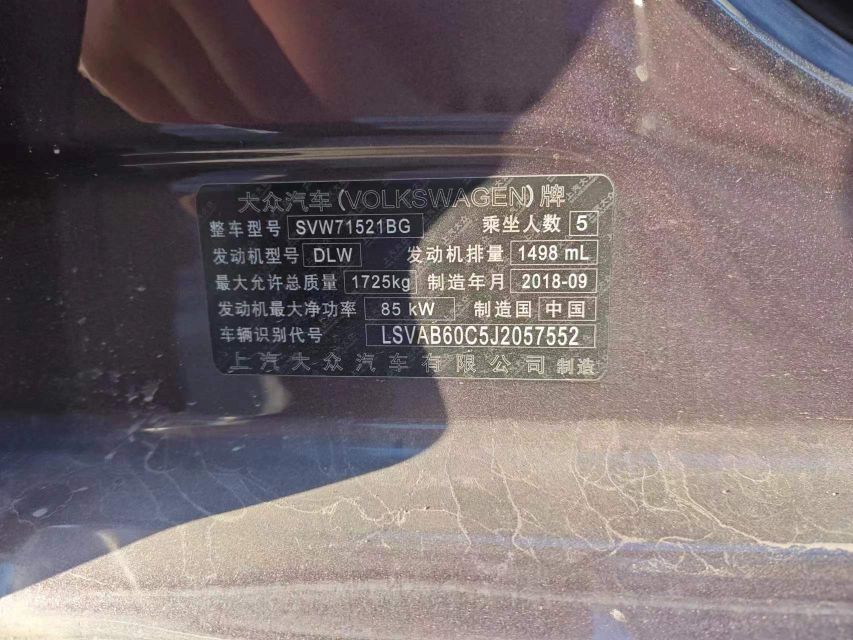 大众汽车(VOLKSWAGEN)牌
整车型号 SVW71521BG 乘坐人数 5
发动机型号 DLW 发动机排量 1498 mL
最大允许总质量 1725kg 制造年月 2018-09
发动机最大净功率 85 kW 制造国 中国
车辆识别代号 LSVAB60C5J2057552
上汽大众汽车有限公司 制造